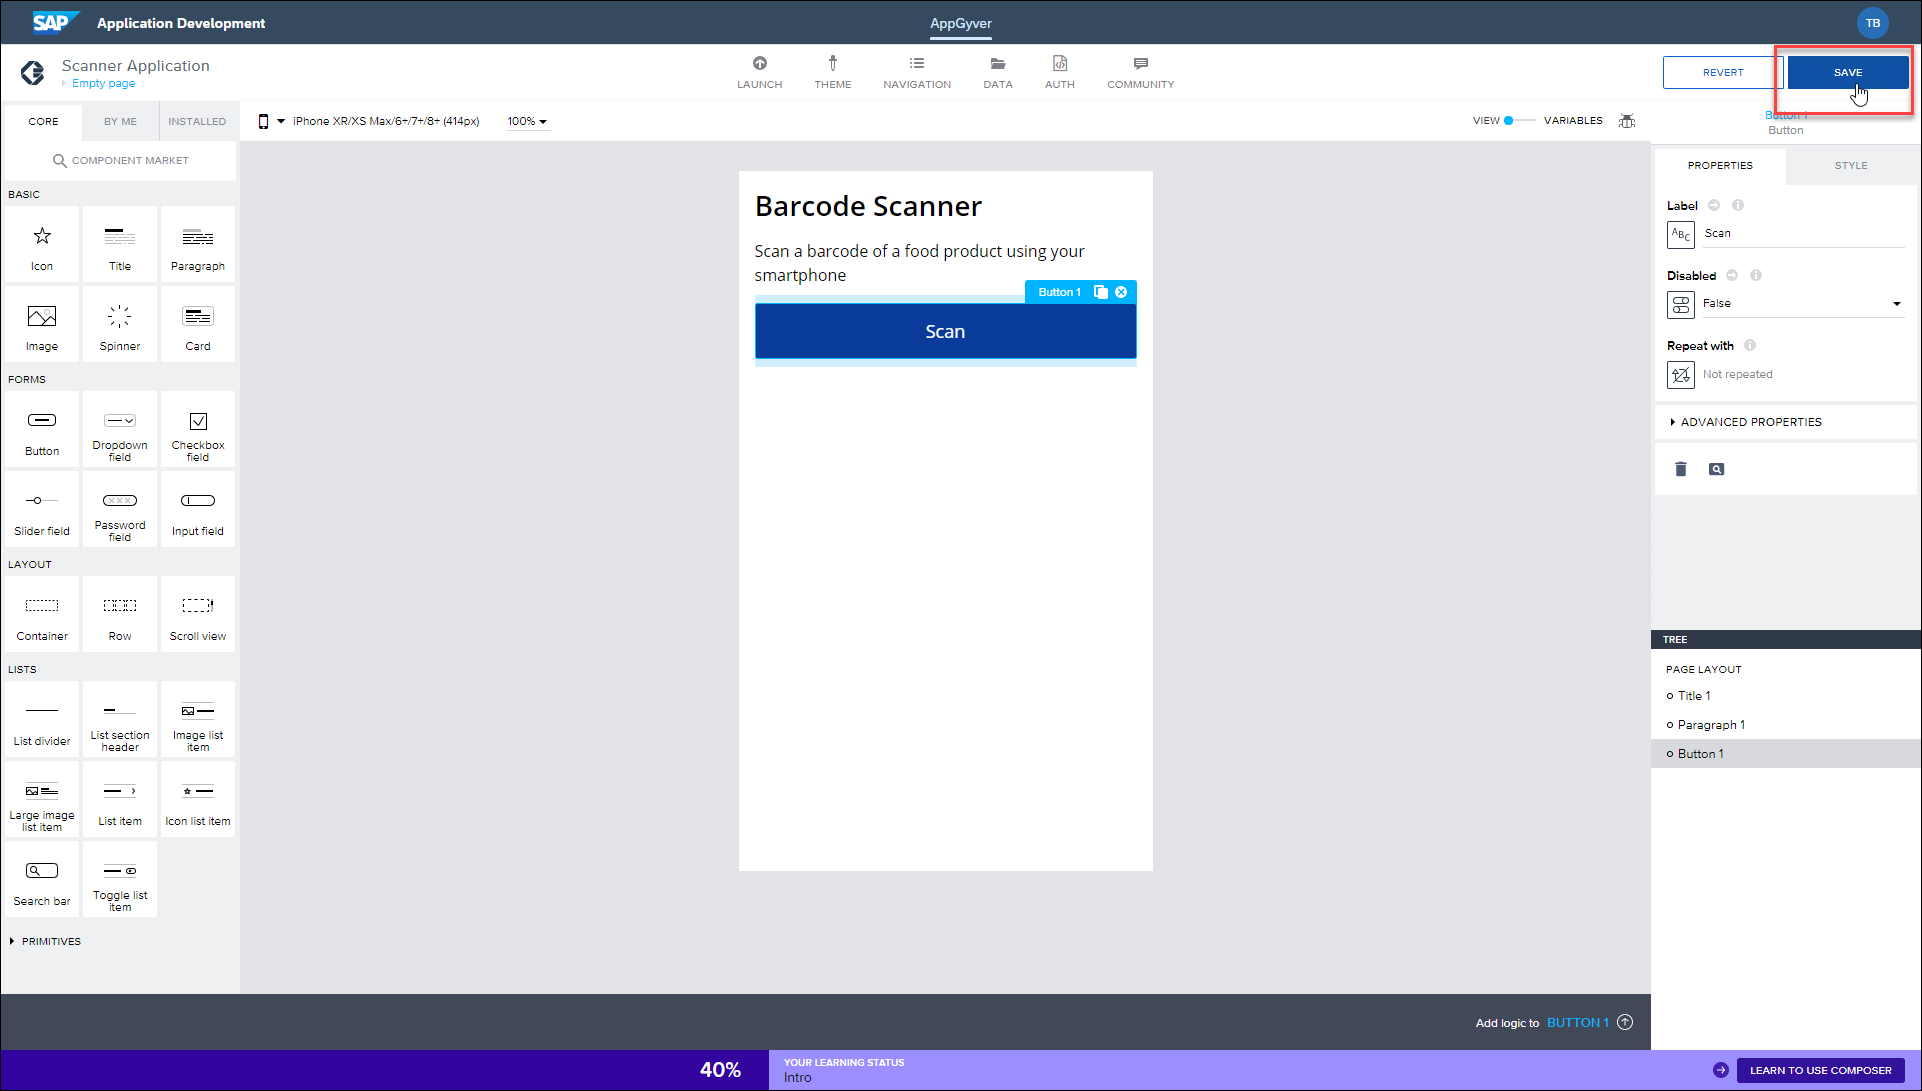 SAP Application Development
AppGyver
TB
Scanner Application
Empty page
LAUNCH
THEME
NAVIGATION
DATA
AUTH
COMMUNITY
REVERT
SAVE
CORE
BY ME
INSTALLED
iPhone XR/XS Max/6+/7+/8+ (414px)
100%
VIEW
VARIABLES
Button 1
Button
COMPONENT MARKET
PROPERTIES
STYLE
BASIC
Icon
Title
Paragraph
Image
Spinner
Card
FORMS
Button
Dropdown
field
Checkbox
field
Slider field
Password
field
Input field
LAYOUT
Container
Row
Scroll view
LISTS
List divider
List section
header
Image list
item
Large image
list item
List item
Icon list item
Search bar
Toggle list
item
PRIMITIVES
Barcode Scanner
Scan a barcode of a food product using your
smartphone
Button 1
Scan
Label
ABC
Scan
Disabled
False
Repeat with
Not repeated
ADVANCED PROPERTIES
TREE
PAGE LAYOUT
Title 1
Paragraph 1
Button 1
Add logic to BUTTON 1
40%
YOUR LEARNING STATUS
Intro
LEARN TO USE COMPOSER